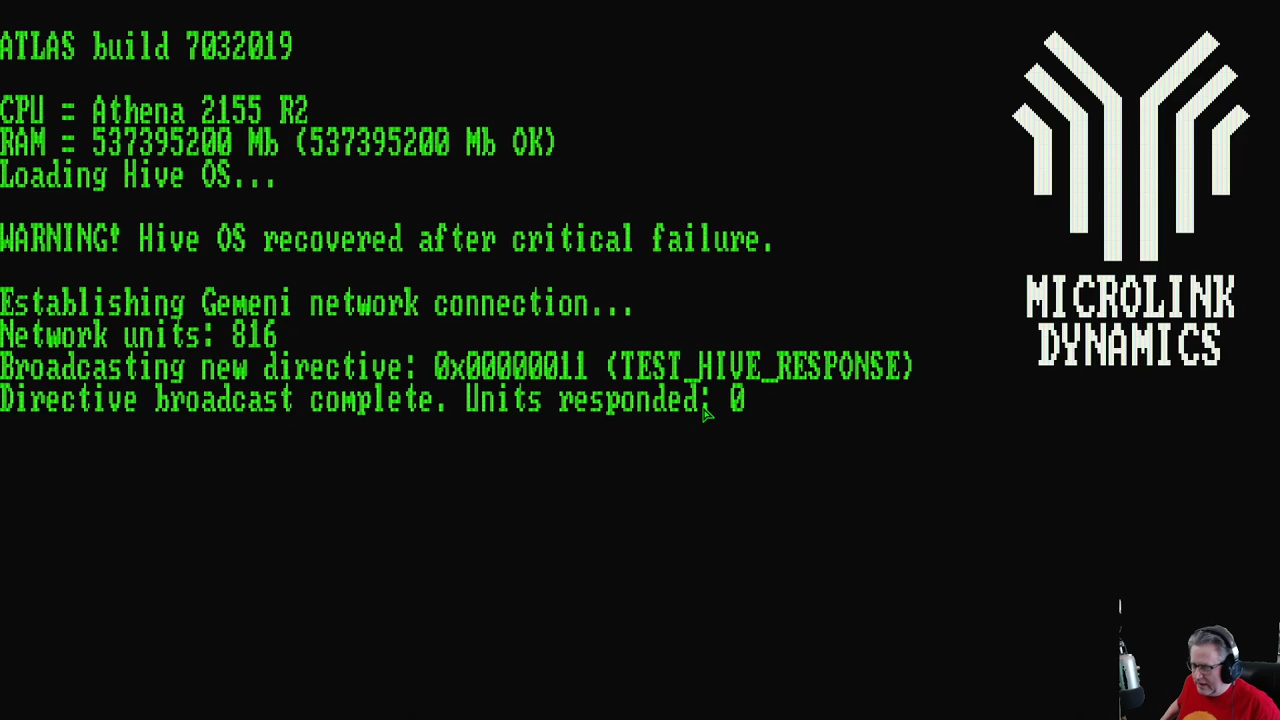 ATLAS build 7032019
CPU = Athena 2155 R2
RAM = 537395200 Mb (537395200 Mb OK)
Loading Hive OS...
WARNING! Hive OS recovered after critical failure.
Establishing Gemeni network connection...
Network units: 816
Broadcasting new directive: 0x00000011 (TEST_HIVE_RESPONSE)
Directive broadcast complete. Units responded: 0
MICROLINK
DYNAMICS